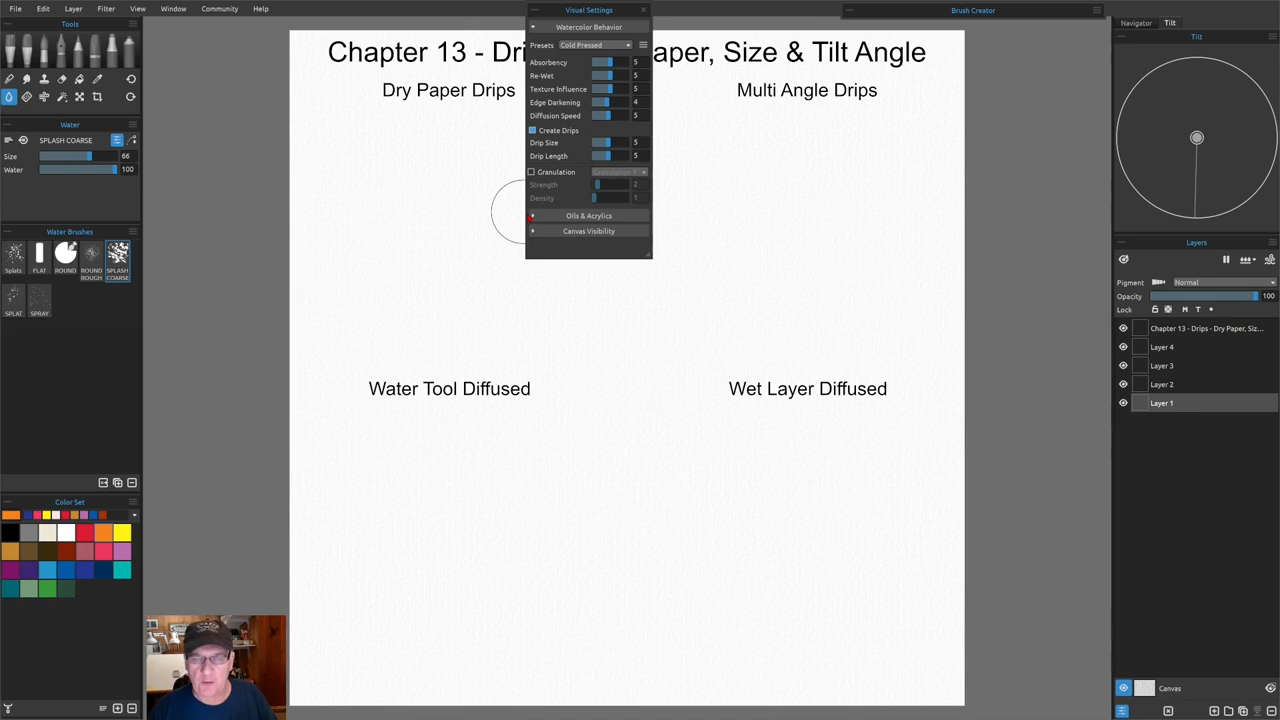 File Edit Layer Filter View Window Community Help
Visual Settings
Brush Creator
Navigator Tilt
Tools
Watercolor Behavior
Tilt
Presets Cold Pressed
Chapter 13 - Dri aper, Size & Tilt Angle
Absorbency 5
Re-Wet 5
Dry Paper Drips
Texture Influence 5
Multi Angle Drips
Edge Darkening 4
Diffusion Speed 5
Water
Create Drips
SPLASH COARSE
Drip Size 5
Size 66
Drip Length 5
Water 100
Granulation
Strength 2
Density 1
Oils & Acrylics
Water Brushes
Canvas Visibility
Layers
Splats FLAT ROUND ROUND ROUGH SPLASH COARSE
SPLAT SPRAY
Pigment Normal
Opacity 100
Lock M T
Chapter 13 - Drips - Dry Paper, Siz...
Layer 4
Layer 3
Layer 2
Layer 1
Water Tool Diffused
Wet Layer Diffused
Color Set
Canvas